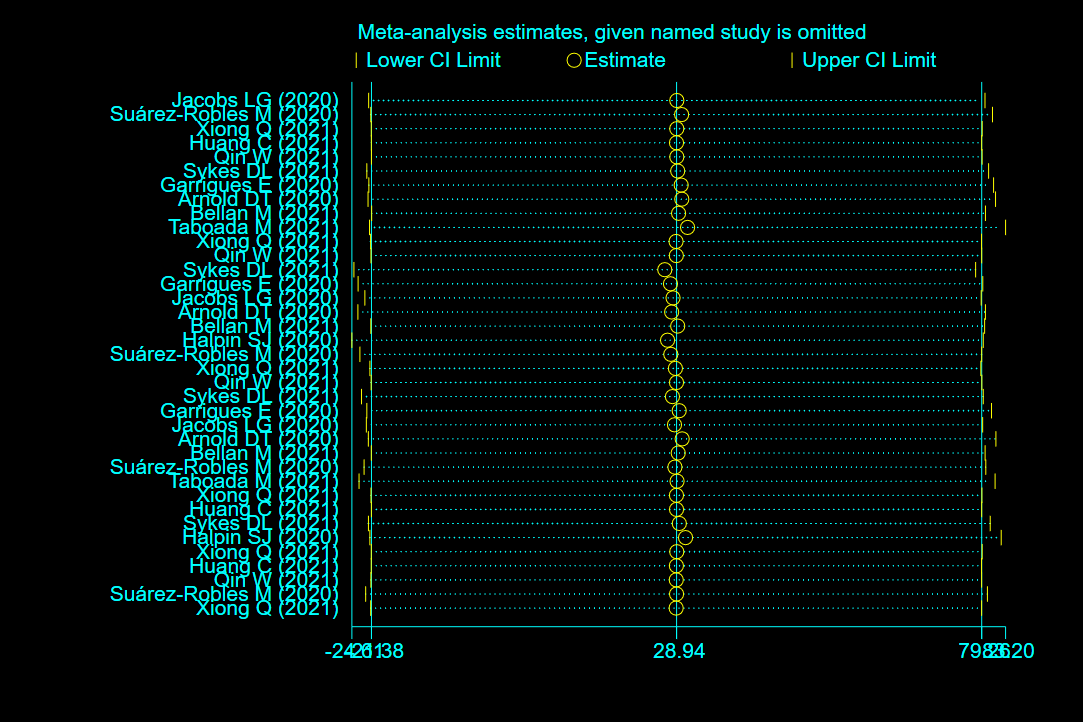 Meta-analysis estimates, given named study is omitted
| Lower CI Limit ○ Estimate | Upper CI Limit
Jacobs LG (2020)
Suárez-Robles M (2020)
Xiong Q (2021)
Huang C (2021)
Qin W (2021)
Sykes DL (2021)
Garrigues E (2020)
Arnold DT (2020)
Bellan M (2021)
Taboada M (2021)
Xiong Q (2021)
Qin W (2021)
Sykes DL (2021)
Garrigues E (2020)
Jacobs LG (2020)
Arnold DT (2020)
Bellan M (2021)
Halpin SJ (2020)
Suárez-Robles M (2020)
Xiong Q (2021)
Qin W (2021)
Sykes DL (2021)
Garrigues E (2020)
Jacobs LG (2020)
Arnold DT (2020)
Bellan M (2021)
Suárez-Robles M (2020)
Taboada M (2021)
Xiong Q (2021)
Huang C (2021)
Sykes DL (2021)
Halpin SJ (2020)
Xiong Q (2021)
Huang C (2021)
Qin W (2021)
Suárez-Robles M (2020)
Xiong Q (2021)
28.94